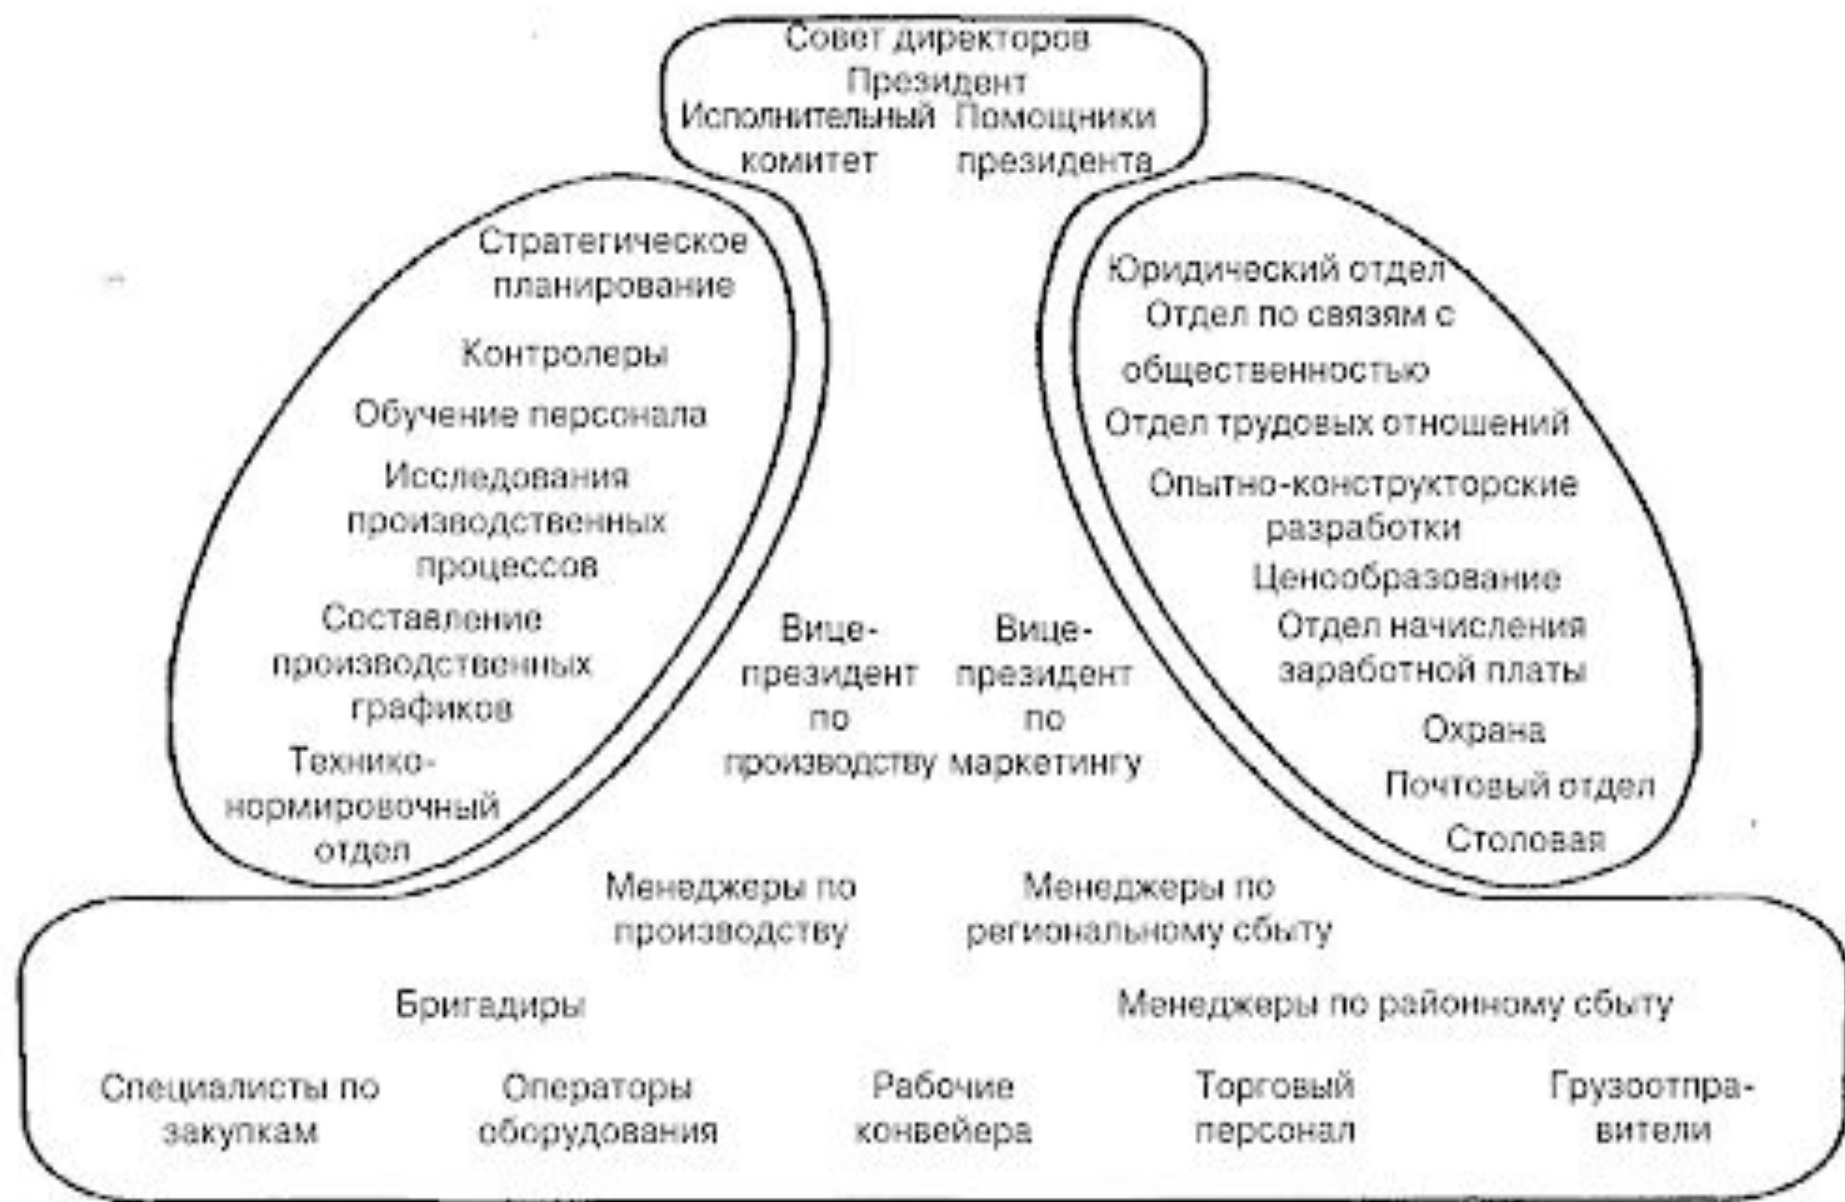 Совет директоров
Президент
Исполнительный
комитет
Помощники
президента
Стратегическое
планирование
Контролеры
Обучение персонала
Исследования
производственных
процессов
Составление
производственных
графиков
Технико-
нормировочный
отдел
Вице-
президент
по
производству
Вице-
президент
по
маркетингу
Юридический отдел
Отдел по связям с
общественностью
Отдел трудовых отношений
Опытно-конструкторские
разработки
Ценообразование
Отдел начисления
заработной платы
Охрана
Почтовый отдел
Столовая
Менеджеры по
производству
Менеджеры по
региональному сбыту
Бригадиры
Менеджеры по районному сбыту
Специалисты по
закупкам
Операторы
оборудования
Рабочие
конвейера
Торговый
персонал
Грузоотпра-
вители